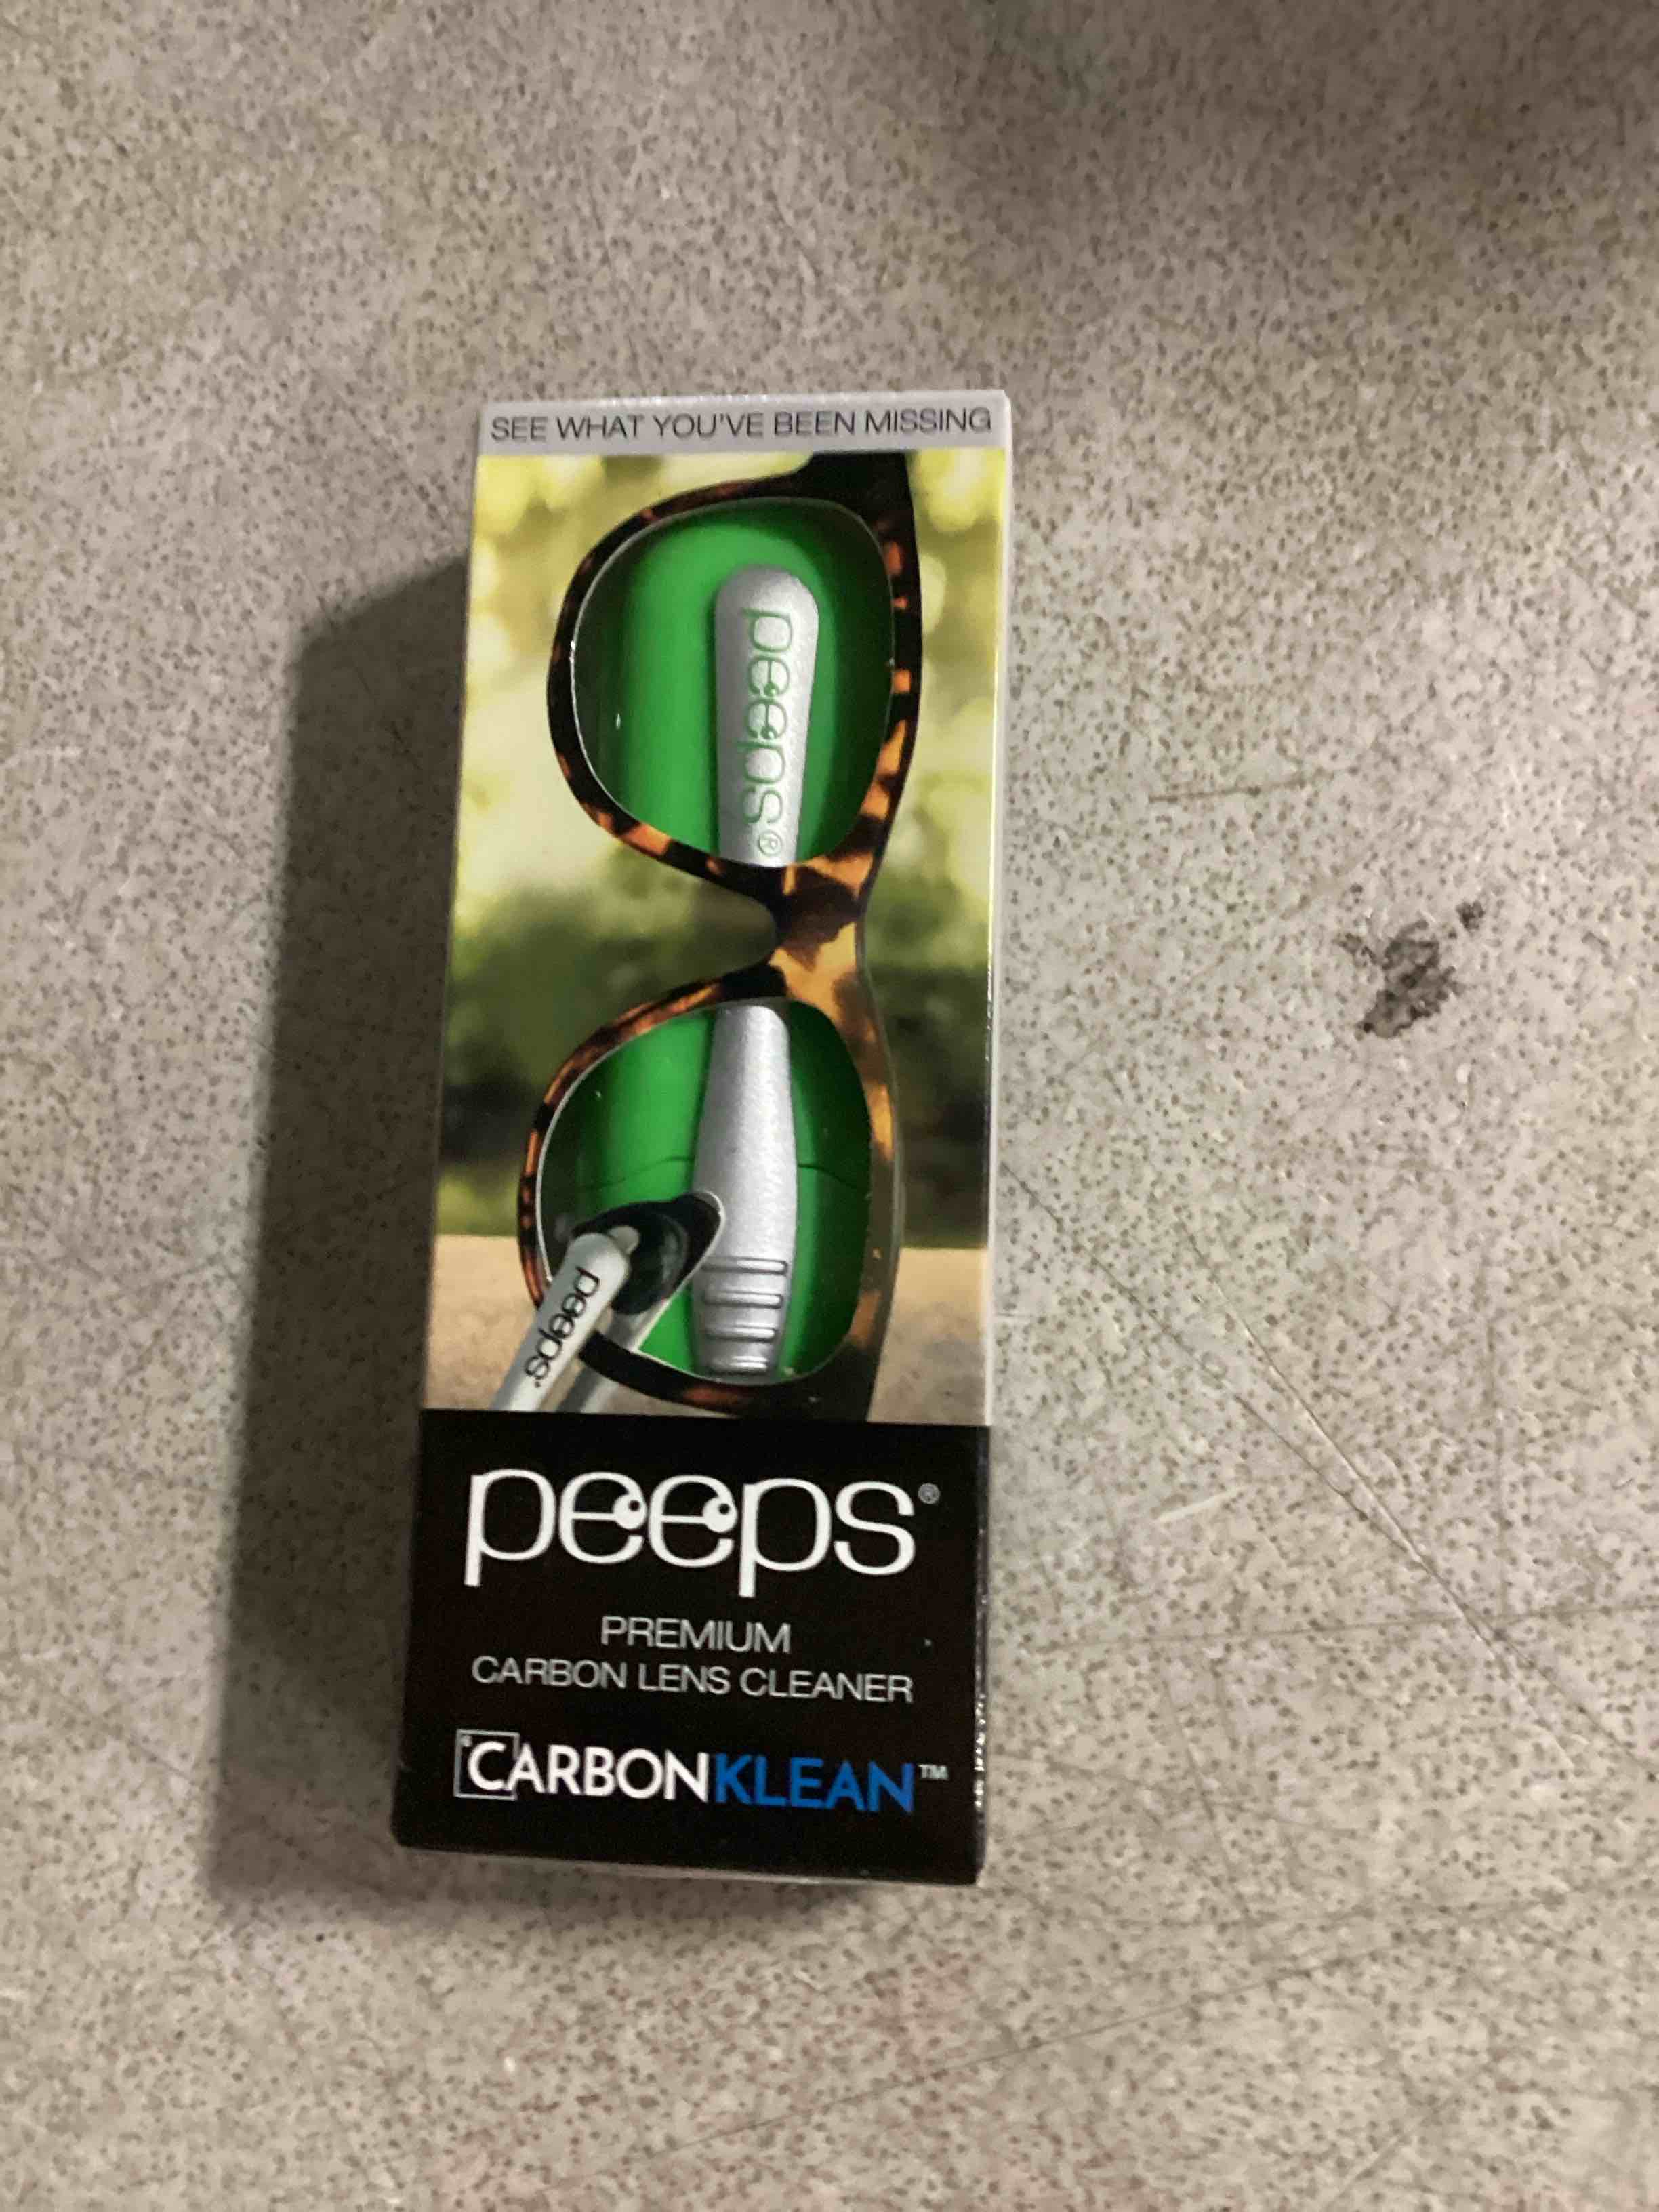 SEE WHAT YOU'VE BEEN MISSING
peeps®
peeps®
peeps®
PREMIUM
CARBON LENS CLEANER
CARBONKLEAN™